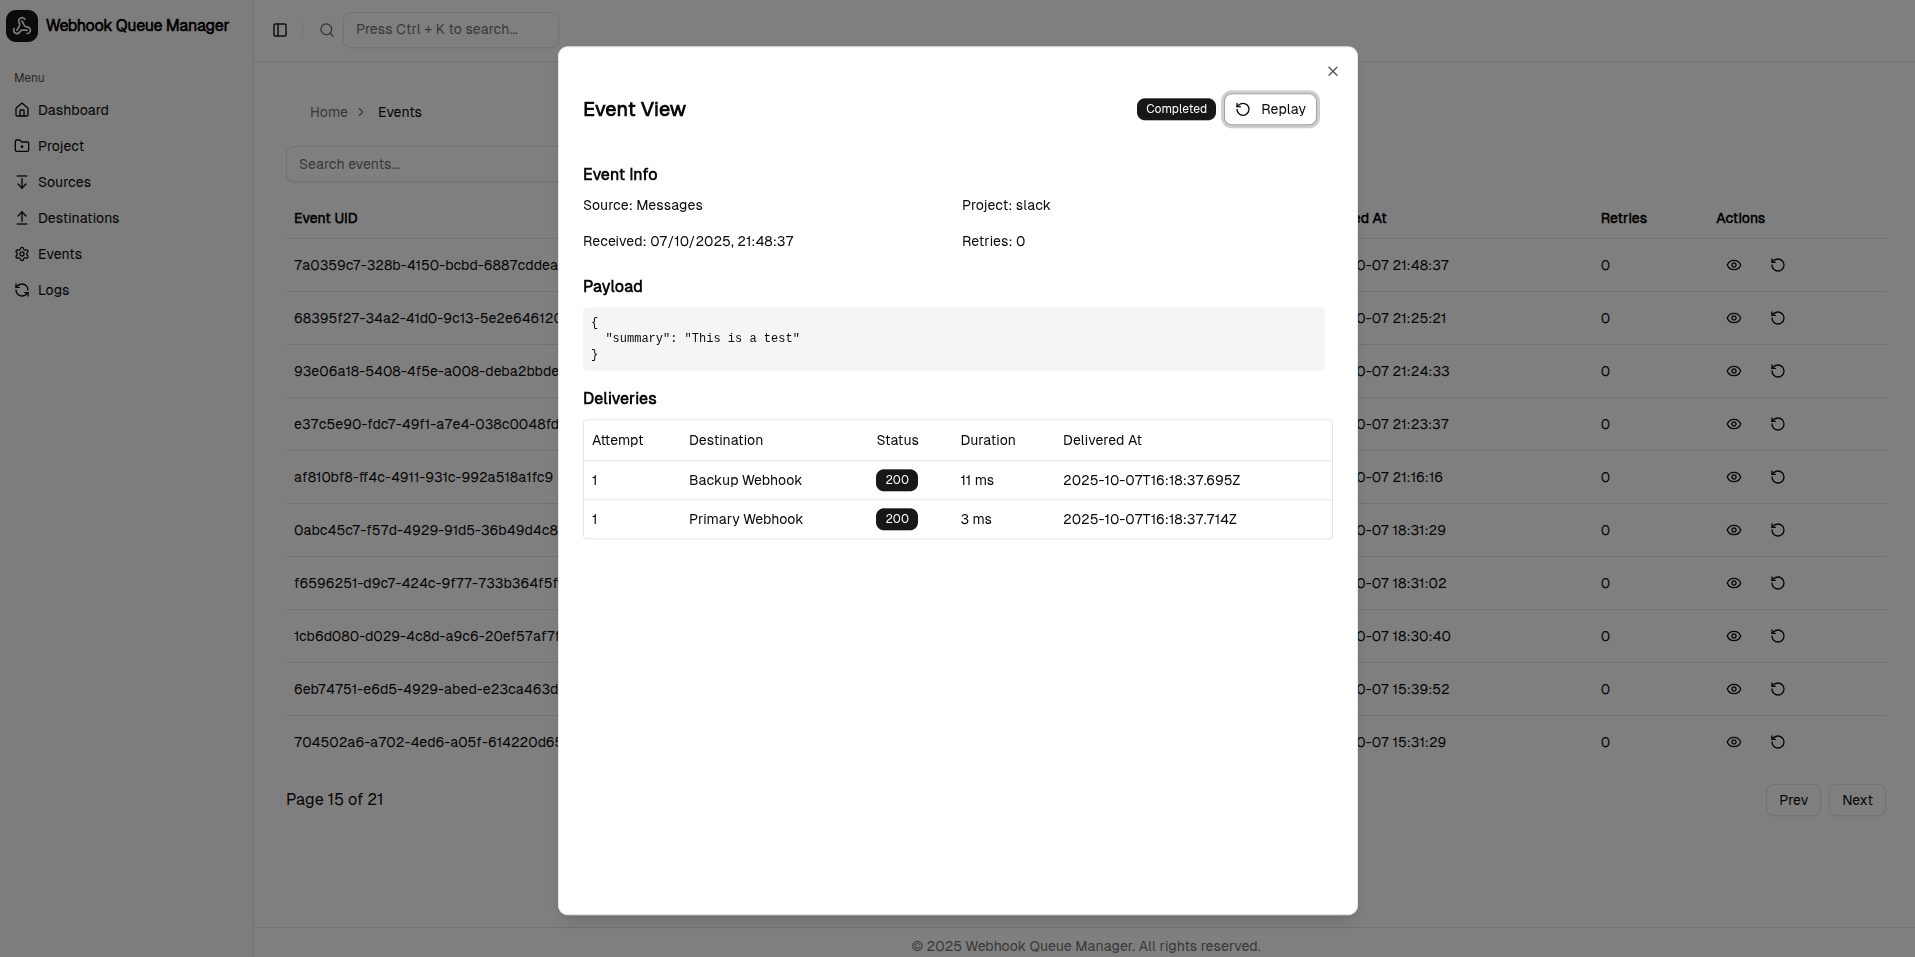 Webhook Queue Manager
Press Ctrl + K to search...
Menu
Dashboard
Project
Sources
Destinations
Events
Logs
Home > Events
Search events...
Event UID
d At
Retries
Actions
7a0359c7-328b-4150-bcbd-6887cddea
0-07 21:48:37
0
68395f27-34a2-41d0-9c13-5e2e646120
0-07 21:25:21
0
93e06a18-5408-4f5e-a008-deba2bbde
0-07 21:24:33
0
e37c5e90-fdc7-49f1-a7e4-038c0048fd
0-07 21:23:37
0
af810bf8-ff4c-4911-931c-992a518a1fc9
0-07 21:16:16
0
0abc45c7-f57d-4929-91d5-36b49d4c8
0-07 18:31:29
0
f6596251-d9c7-424c-9f77-733b364f5f
0-07 18:31:02
0
1cb6d080-d029-4c8d-a9c6-20ef57af7
0-07 18:30:40
0
6eb74751-e6d5-4929-abed-e23ca463d
0-07 15:39:52
0
704502a6-a702-4ed6-a05f-614220d65
0-07 15:31:29
0
Page 15 of 21
Prev
Next
Event View
Completed
Replay
Event Info
Source: Messages
Project: slack
Received: 07/10/2025, 21:48:37
Retries: 0
Payload
{
"summary": "This is a test"
}
Deliveries
Attempt Destination Status Duration Delivered At
1 Backup Webhook 200 11 ms 2025-10-07T16:18:37.695Z
1 Primary Webhook 200 3 ms 2025-10-07T16:18:37.714Z
© 2025 Webhook Queue Manager. All rights reserved.